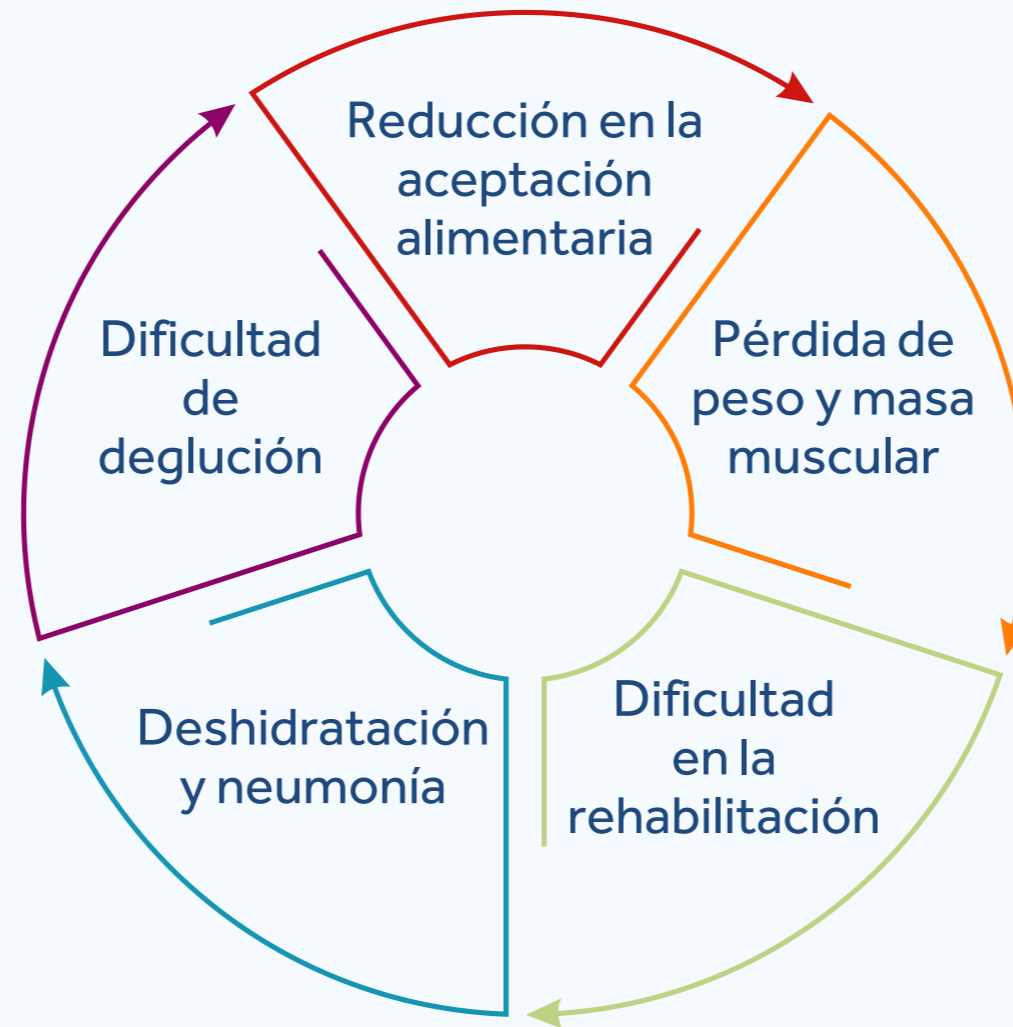 Reducción en la
aceptación
alimentaria
Pérdida de
peso y masa
muscular
Dificultad
en la
rehabilitación
Deshidratación
y neumonía
Dificultad
de
deglución